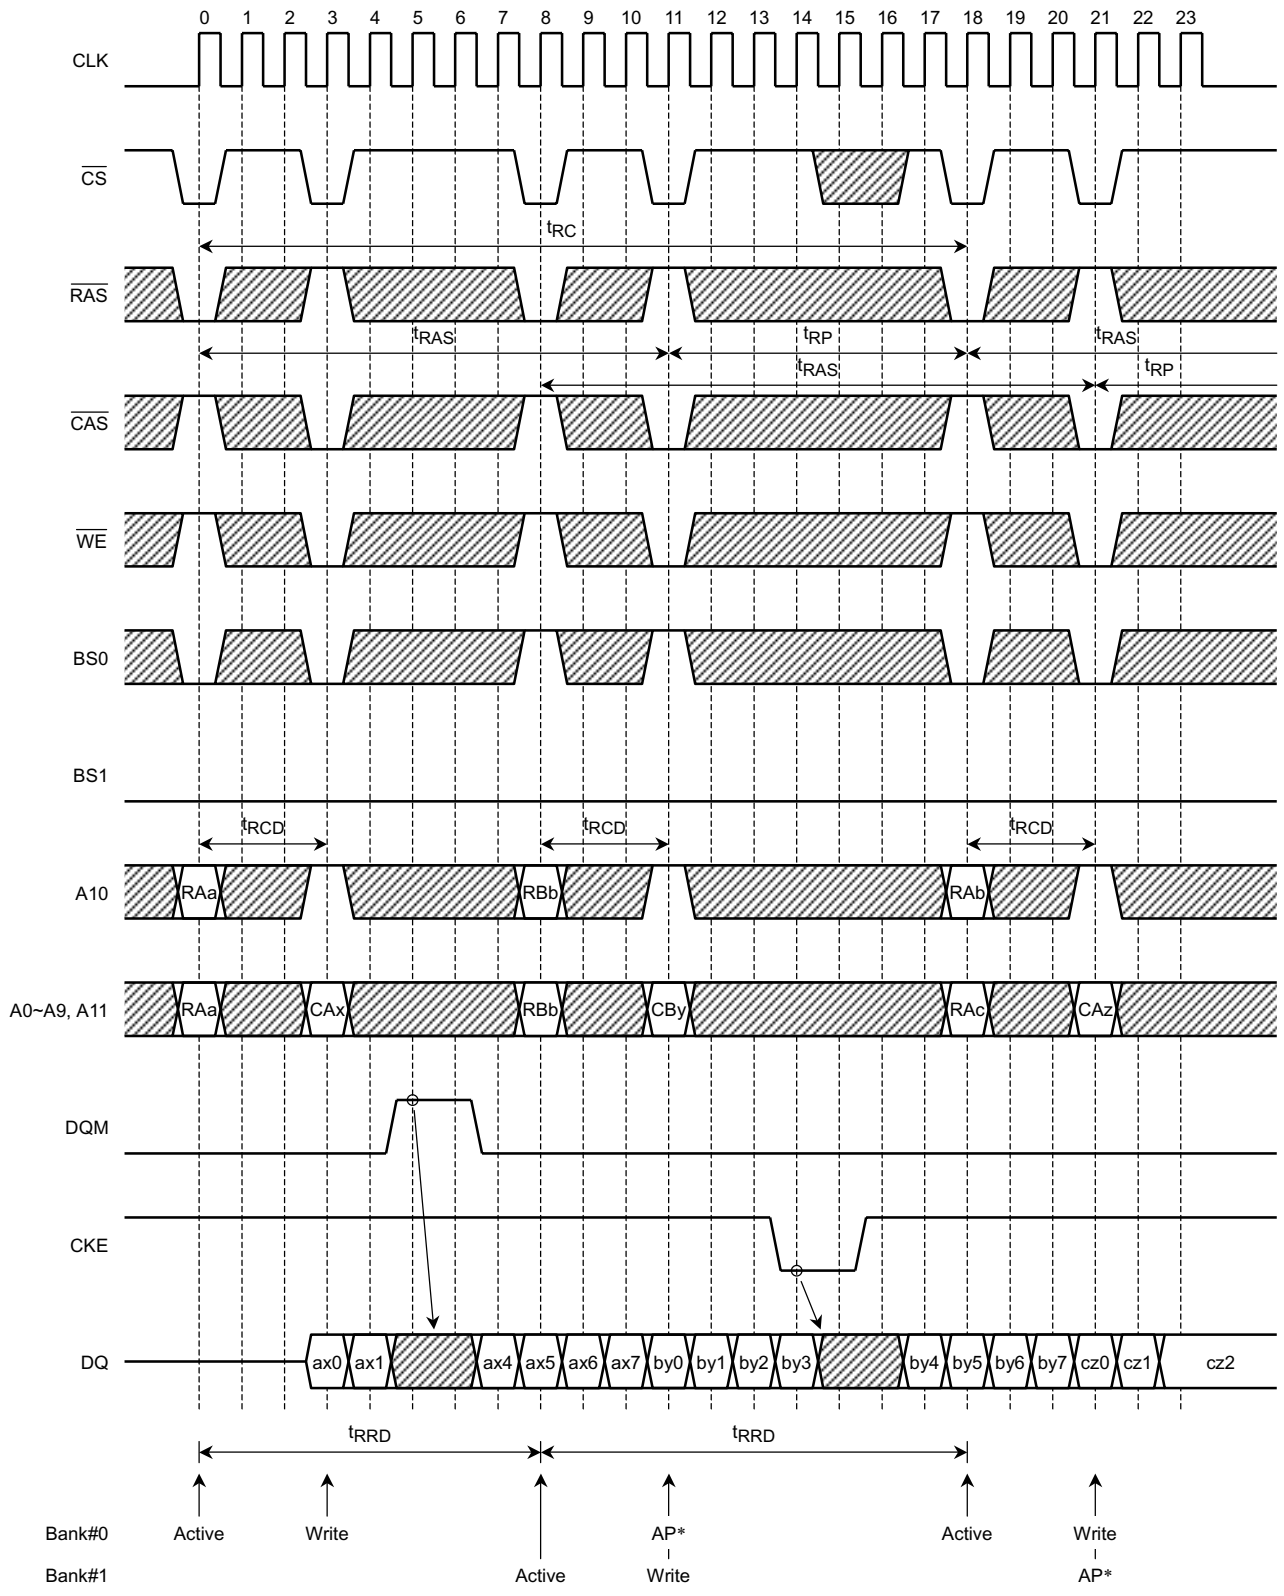 0 1 2 3 4 5 6 7 8 9 10 11 12 13 14 15 16 17 18 19 20 21 22 23
CLK
CS
tRC
RAS
tRAS tRP tRAS
tRAS tRP
CAS
WE
BS0
BS1
tRCD tRCD tRCD
A10 RAa RBb RAb
A0~A9, A11 RAa CAx RBb CBy RAc CAz
DQM
CKE
DQ ax0 ax1 ax4 ax5 ax6 ax7 by0 by1 by2 by3 by4 by5 by6 by7 cz0 cz1 cz2
tRRD tRRD
Bank#0 Active Write AP* Active Write
Bank#1 Active Write AP*